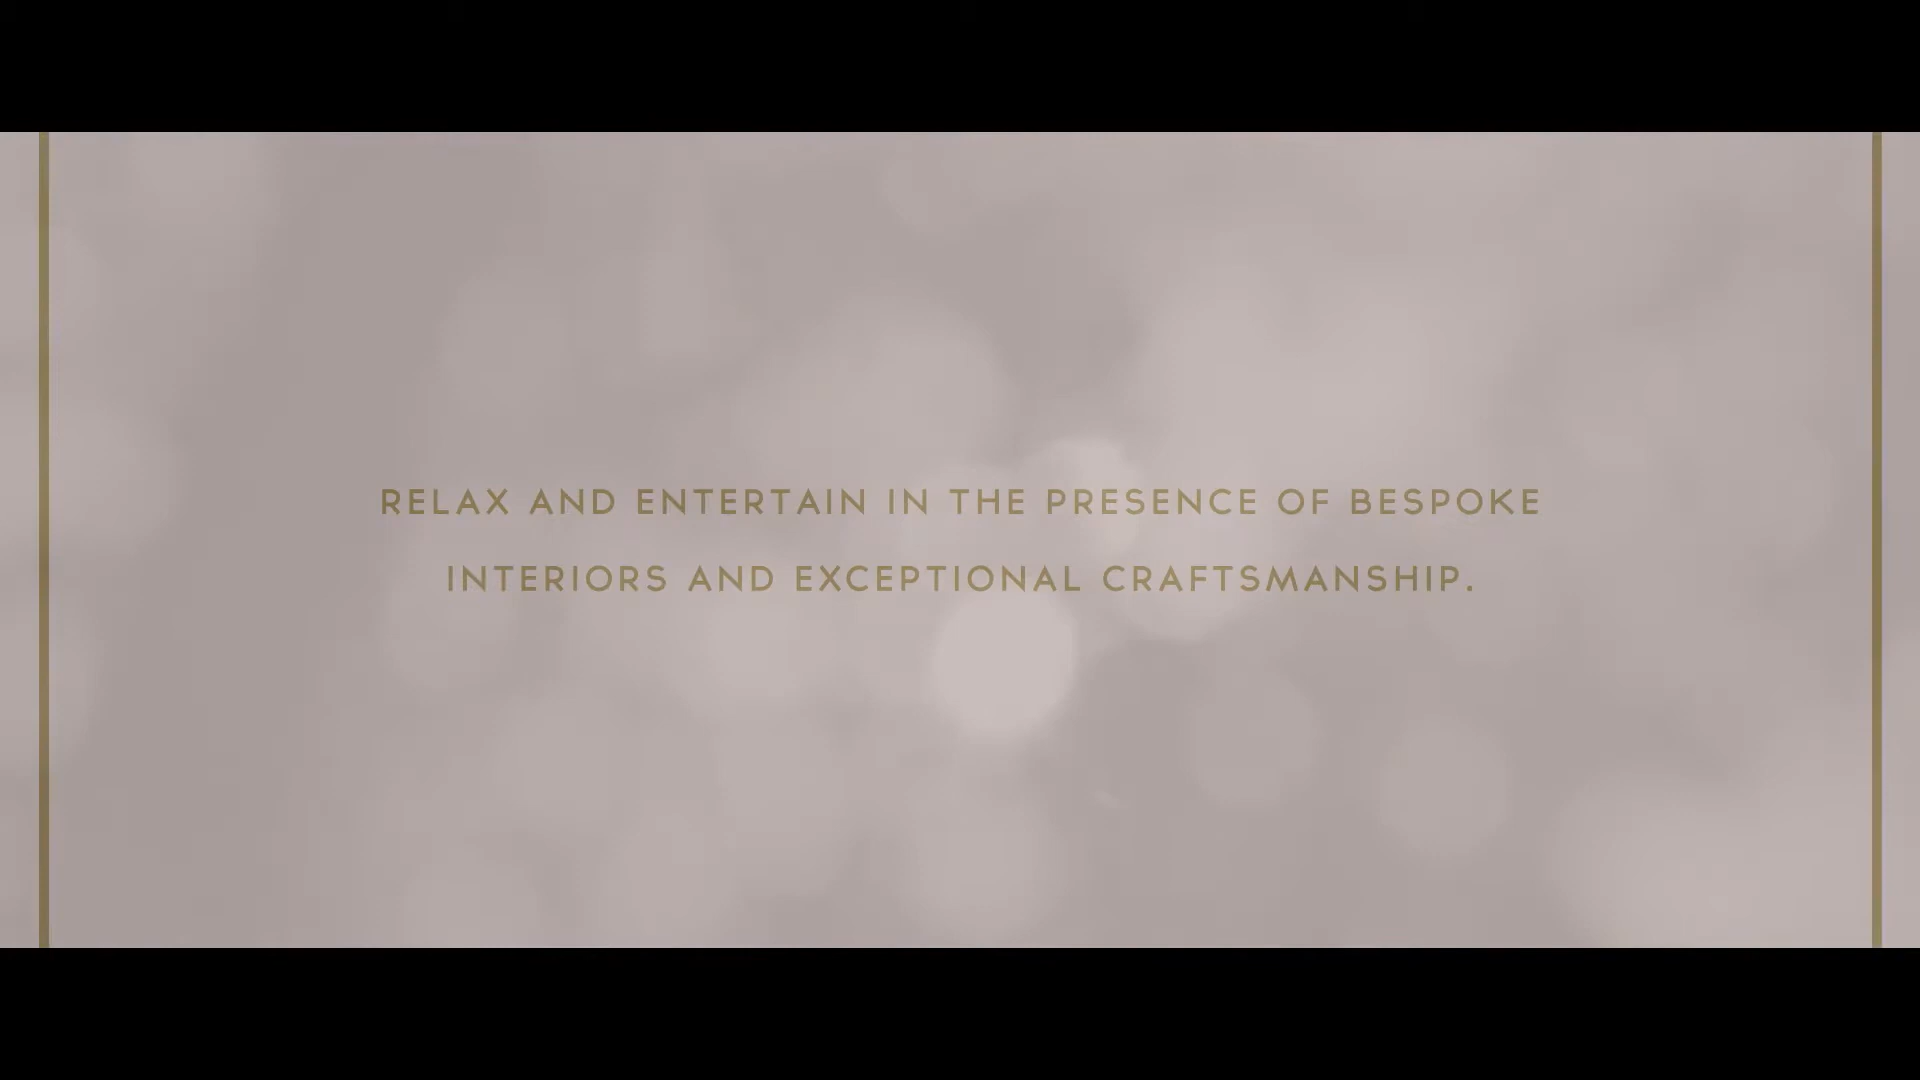 RELAX AND ENTERTAIN IN THE PRESENCE OF BESPOKE
INTERIORS AND EXCEPTIONAL CRAFTSMANSHIP.